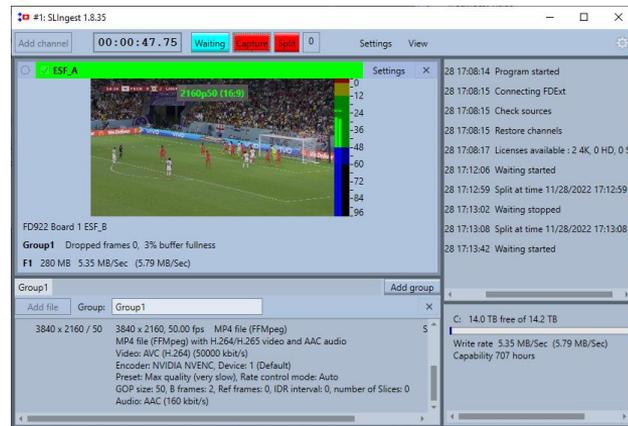 #1: SLIngest 1.8.35
Add channel
00:00:47.75
Waiting
Capture
Split
0
Settings
View
ESF_A
Settings
2160p50 (16:9)
0
-12
-24
-36
-48
-60
-72
-84
-96
FD922 Board 1 ESF_B
Group1 Dropped frames 0, 3% buffer fullness
F1 280 MB 5.35 MB/Sec (5.79 MB/Sec)
Group1
Add group
Add file
Group:
Group1
3840 x 2160 / 50
3840 x 2160, 50.00 fps MP4 file (FFMpeg)
S
MP4 file (FFMpeg) with H.264/H.265 video and AAC audio
Video: AVC (H.264) (50000 kbit/s)
Encoder: NVIDIA NVENC, Device: 1 (Default)
Preset: Max quality (very slow), Rate control mode: Auto
GOP size: 50, B frames: 2, Ref frames: 0, IDR interval: 0, number of Slices: 0
Audio: AAC (160 kbit/s)
28 17:08:14 Program started
28 17:08:15 Connecting FDExt
28 17:08:15 Check sources
28 17:08:15 Restore channels
28 17:08:17 Licenses available : 2 4K, 0 HD, 0 S
28 17:12:06 Waiting started
28 17:12:59 Split at time 11/28/2022 17:12:59
28 17:13:02 Waiting stopped
28 17:13:08 Split at time 11/28/2022 17:13:08
28 17:13:42 Waiting started
C: 14.0 TB free of 14.2 TB
Write rate 5.35 MB/Sec (5.79 MB/Sec)
Capability 707 hours